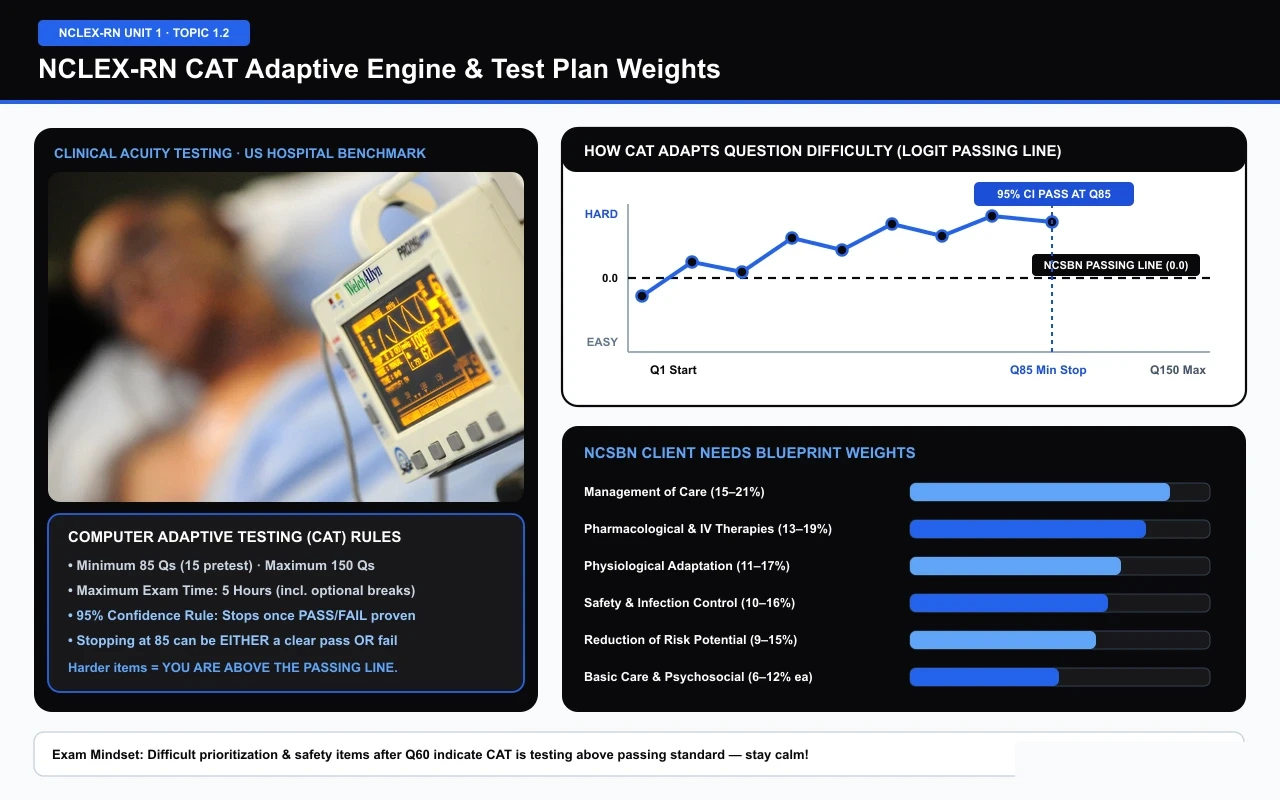 NCLEX-RN UNIT 1 · TOPIC 1.2
NCLEX-RN CAT Adaptive Engine & Test Plan Weights
CLINICAL ACUITY TESTING · US HOSPITAL BENCHMARK
WelchAllyn
COMPUTER ADAPTIVE TESTING (CAT) RULES
• Minimum 85 Qs (15 pretest) · Maximum 150 Qs
• Maximum Exam Time: 5 Hours (incl. optional breaks)
• 95% Confidence Rule: Stops once PASS/FAIL proven
• Stopping at 85 can be EITHER a clear pass OR fail
Harder items = YOU ARE ABOVE THE PASSING LINE.
HOW CAT ADAPTS QUESTION DIFFICULTY (LOGIT PASSING LINE)
95% CI PASS AT Q85
HARD
NCSBN PASSING LINE (0.0)
0.0
EASY
Q1 Start
Q85 Min Stop
Q150 Max
NCSBN CLIENT NEEDS BLUEPRINT WEIGHTS
Management of Care (15–21%)
Pharmacological & IV Therapies (13–19%)
Physiological Adaptation (11–17%)
Safety & Infection Control (10–16%)
Reduction of Risk Potential (9–15%)
Basic Care & Psychosocial (6–12% ea)
Exam Mindset: Difficult prioritization & safety items after Q60 indicate CAT is testing above passing standard — stay calm!